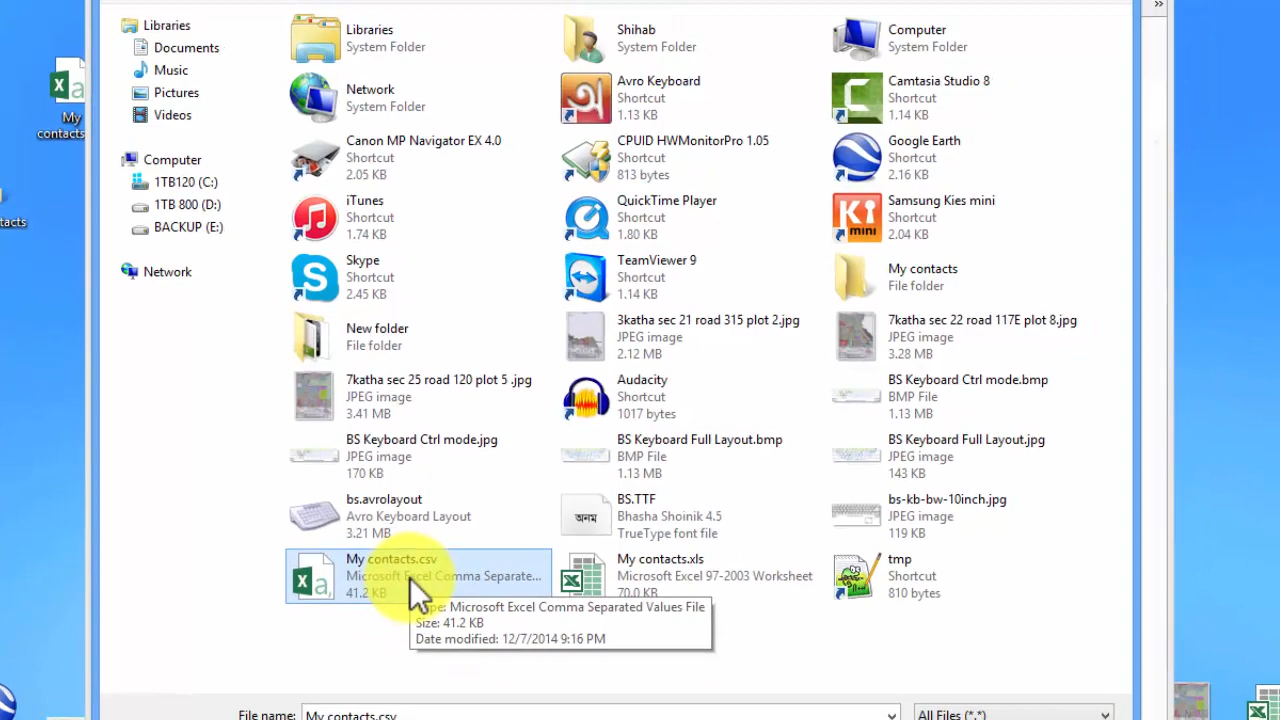 Libraries
Documents
Music
Pictures
Videos
Computer
1TB120 (C:)
1TB 800 (D:)
BACKUP (E:)
Network
My
contacts
tacts
Libraries
System Folder
Shihab
System Folder
Computer
System Folder
Network
System Folder
Avro Keyboard
Shortcut
1.13 KB
Camtasia Studio 8
Shortcut
1.14 KB
Canon MP Navigator EX 4.0
Shortcut
2.05 KB
CPUID HWMonitorPro 1.05
Shortcut
813 bytes
Google Earth
Shortcut
2.16 KB
iTunes
Shortcut
1.74 KB
QuickTime Player
Shortcut
1.80 KB
Samsung Kies mini
Shortcut
2.04 KB
Skype
Shortcut
2.45 KB
TeamViewer 9
Shortcut
1.14 KB
My contacts
File folder
New folder
File folder
3katha sec 21 road 315 plot 2.jpg
JPEG image
2.12 MB
7katha sec 22 road 117E plot 8.jpg
JPEG image
3.28 MB
7katha sec 25 road 120 plot 5 .jpg
JPEG image
3.41 MB
Audacity
Shortcut
1017 bytes
BS Keyboard Ctrl mode.bmp
BMP File
1.13 MB
BS Keyboard Ctrl mode.jpg
JPEG image
170 KB
BS Keyboard Full Layout.bmp
BMP File
1.13 MB
BS Keyboard Full Layout.jpg
JPEG image
143 KB
bs.avrolayout
Avro Keyboard Layout
3.21 MB
অনম
BS.TTF
Bhasha Shoinik 4.5
TrueType font file
bs-kb-bw-10inch.jpg
JPEG image
119 KB
My contacts.csv
Microsoft Excel Comma Separate...
41.2 KB
My contacts.xls
Microsoft Excel 97-2003 Worksheet
70.0 KB
tmp
Shortcut
810 bytes
Type: Microsoft Excel Comma Separated Values File
Size: 41.2 KB
Date modified: 12/7/2014 9:16 PM
File name:
My contacts.csv
All Files (*.*)